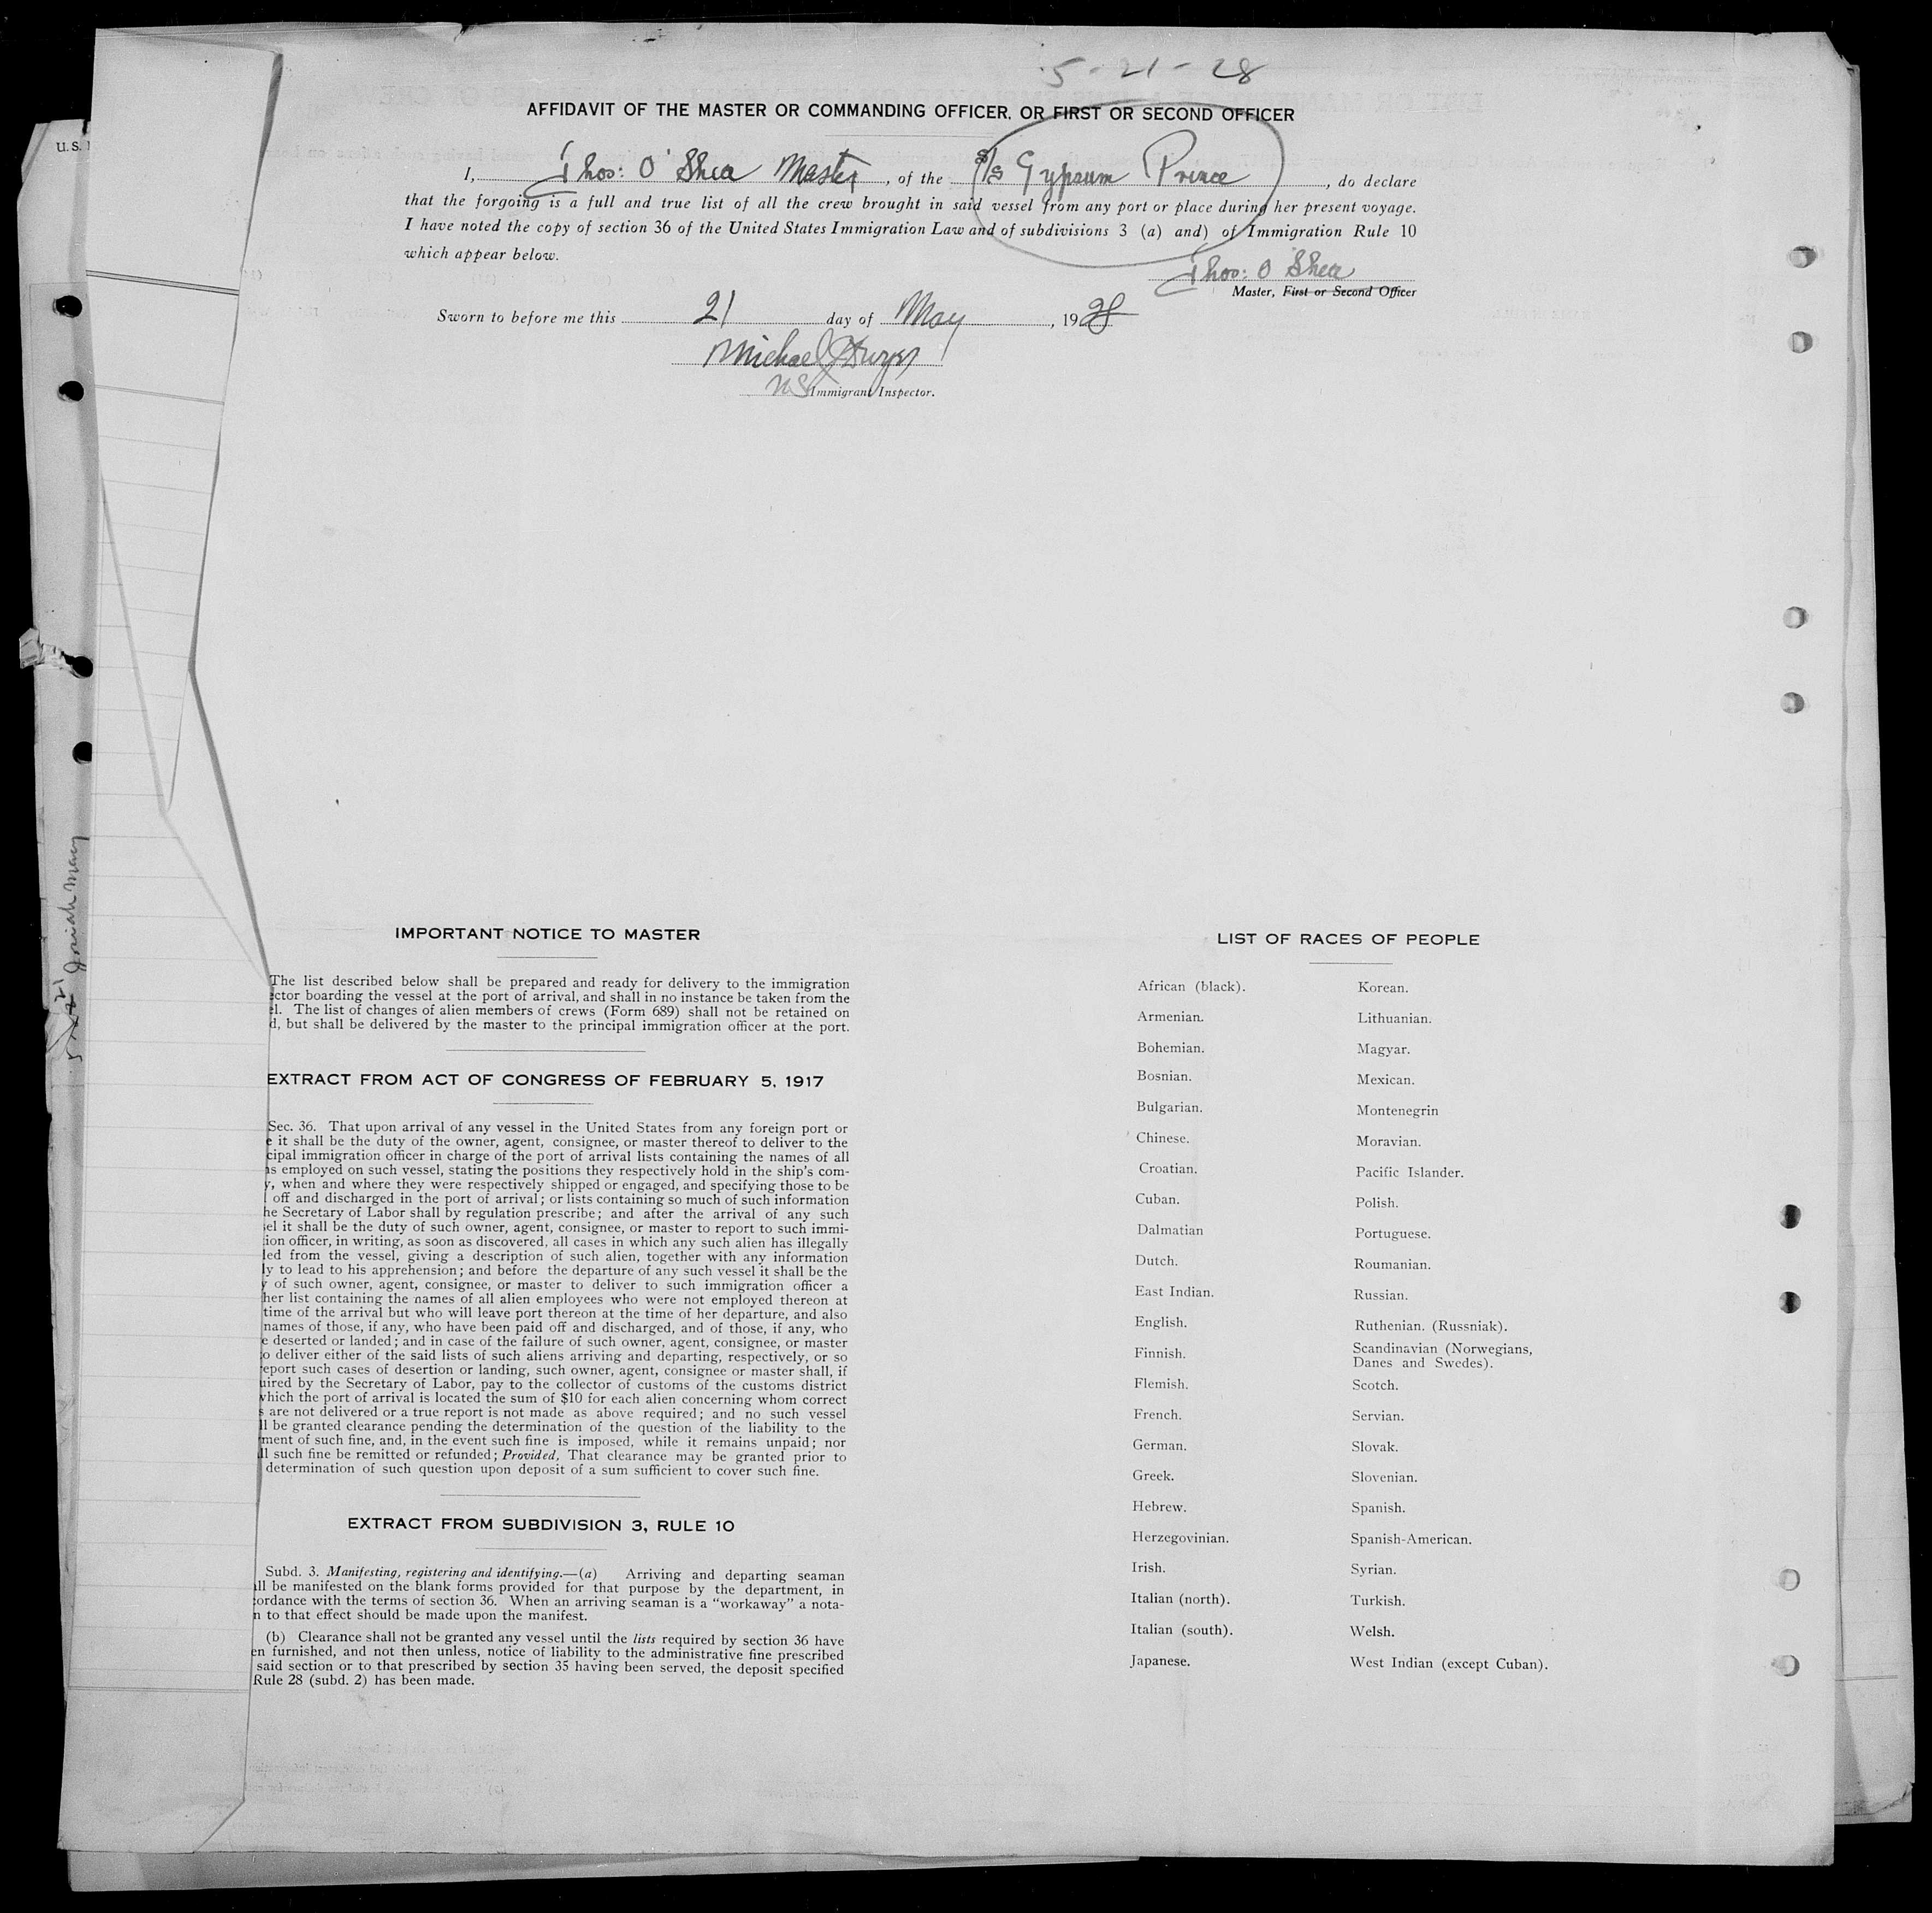 5-21-28
AFFIDAVIT OF THE MASTER OR COMMANDING OFFICER, OR FIRST OR SECOND OFFICER
U.S.
I, Thos: O'Shea Master, of the S/S Gypsum Prince, do declare
that the forgoing is a full and true list of all the crew brought in said vessel from any port or place during her present voyage.
I have noted the copy of section 36 of the United States Immigration Law and of subdivisions 3 (a) and) of Immigration Rule 10
which appear below.
Thos: O'Shea
Master, First or Second Officer
Sworn to before me this 21 day of May, 1928
Michael J
U.S. Immigrant Inspector.
Josiah Macy
IMPORTANT NOTICE TO MASTER
The list described below shall be prepared and ready for delivery to the immigration
ctor boarding the vessel at the port of arrival, and shall in no instance be taken from the
l. The list of changes of alien members of crews (Form 689) shall not be retained on
d, but shall be delivered by the master to the principal immigration officer at the port.
EXTRACT FROM ACT OF CONGRESS OF FEBRUARY 5, 1917
Sec. 36. That upon arrival of any vessel in the United States from any foreign port or
e it shall be the duty of the owner, agent, consignee, or master thereof to deliver to the
cipal immigration officer in charge of the port of arrival lists containing the names of all
s employed on such vessel, stating the positions they respectively hold in the ship's com-
y, when and where they were respectively shipped or engaged, and specifying those to be
off and discharged in the port of arrival; or lists containing so much of such information
he Secretary of Labor shall by regulation prescribe; and after the arrival of any such
el it shall be the duty of such owner, agent, consignee, or master to report to such immi-
ion officer, in writing, as soon as discovered, all cases in which any such alien has illegally
led from the vessel, giving a description of such alien, together with any information
ly to lead to his apprehension; and before the departure of any such vessel it shall be the
y of such owner, agent, consignee, or master to deliver to such immigration officer a
her list containing the names of all alien employees who were not employed thereon at
time of the arrival but who will leave port thereon at the time of her departure, and also
names of those, if any, who have been paid off and discharged, and of those, if any, who
e deserted or landed; and in case of the failure of such owner, agent, consignee, or master
o deliver either of the said lists of such aliens arriving and departing, respectively, or so
eport such cases of desertion or landing, such owner, agent, consignee or master shall, if
uired by the Secretary of Labor, pay to the collector of customs of the customs district
which the port of arrival is located the sum of $10 for each alien concerning whom correct
s are not delivered or a true report is not made as above required; and no such vessel
ll be granted clearance pending the determination of the question of the liability to the
ment of such fine, and, in the event such fine is imposed, while it remains unpaid; nor
ll such fine be remitted or refunded; Provided, That clearance may be granted prior to
determination of such question upon deposit of a sum sufficient to cover such fine.
EXTRACT FROM SUBDIVISION 3, RULE 10
Subd. 3. Manifesting, registering and identifying.—(a) Arriving and departing seaman
ll be manifested on the blank forms provided for that purpose by the department, in
cordance with the terms of section 36. When an arriving seaman is a "workaway" a nota-
n to that effect should be made upon the manifest.
(b) Clearance shall not be granted any vessel until the lists required by section 36 have
en furnished, and not then unless, notice of liability to the administrative fine prescribed
said section or to that prescribed by section 35 having been served, the deposit specified
Rule 28 (subd. 2) has been made.
LIST OF RACES OF PEOPLE
African (black).
Armenian.
Bohemian.
Bosnian.
Bulgarian.
Chinese.
Croatian.
Cuban.
Dalmatian
Dutch.
East Indian.
English.
Finnish.
Flemish.
French.
German.
Greek.
Hebrew.
Herzegovinian.
Irish.
Italian (north).
Italian (south).
Japanese.
Korean.
Lithuanian.
Magyar.
Mexican.
Montenegrin
Moravian.
Pacific Islander.
Polish.
Portuguese.
Roumanian.
Russian.
Ruthenian. (Russniak).
Scandinavian (Norwegians,
Danes and Swedes).
Scotch.
Servian.
Slovak.
Slovenian.
Spanish.
Spanish-American.
Syrian.
Turkish.
Welsh.
West Indian (except Cuban).